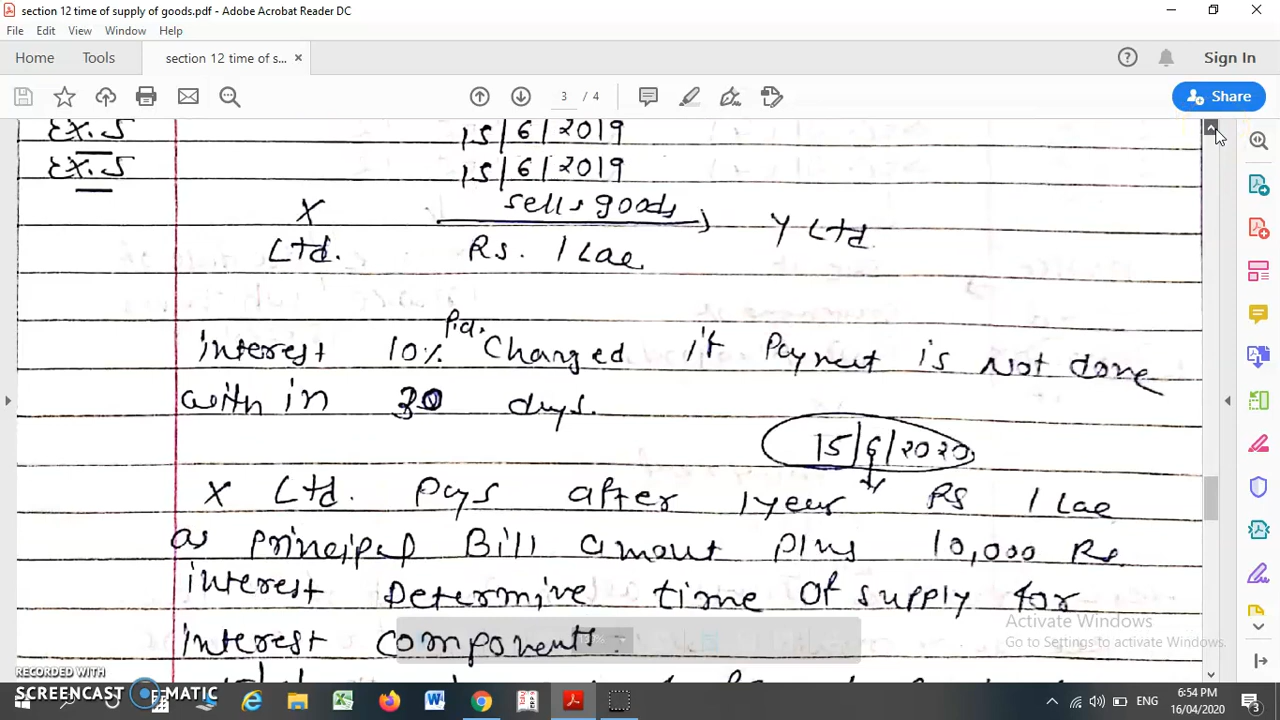 section 12 time of supply of goods.pdf - Adobe Acrobat Reader DC
File Edit View Window Help
Home Tools section 12 time of s... × Sign In
3 / 4 Share
Ex.5 15/6/2019
Ex.5 15/6/2019
X sells goods Y Ltd.
Ltd. Rs. 1 Lac
p.a.
interest 10% Charged if Payment is Not done
with in 30 days.
15/6/2020
X Ltd. Pays after 1 year Rs 1 Lac
as principal Bill amount plus 10,000 Rs.
interest Determine time of supply for
interest components.
Activate Windows
Go to Settings to activate Windows.
RECORDED WITH
SCREENCAST MATIC
ENG
6:54 PM
16/04/2020
3